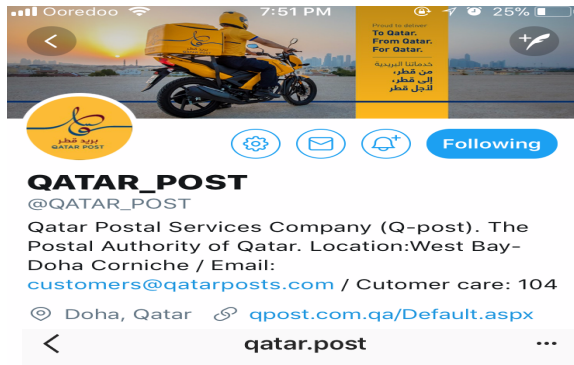 Ooredoo 7:51 PM 25%
Proud to deliver
To Qatar.
From Qatar.
For Qatar.
خدماتنا البريدية
من قطر،
إلى قطر،
لأجل قطر
بريد قطر
QATAR POST
Following
QATAR_POST
@QATAR_POST
Qatar Postal Services Company (Q-post). The
Postal Authority of Qatar. Location:West Bay-
Doha Corniche / Email:
customers@qatarposts.com / Cutomer care: 104
Doha, Qatar qpost.com.qa/Default.aspx
qatar.post